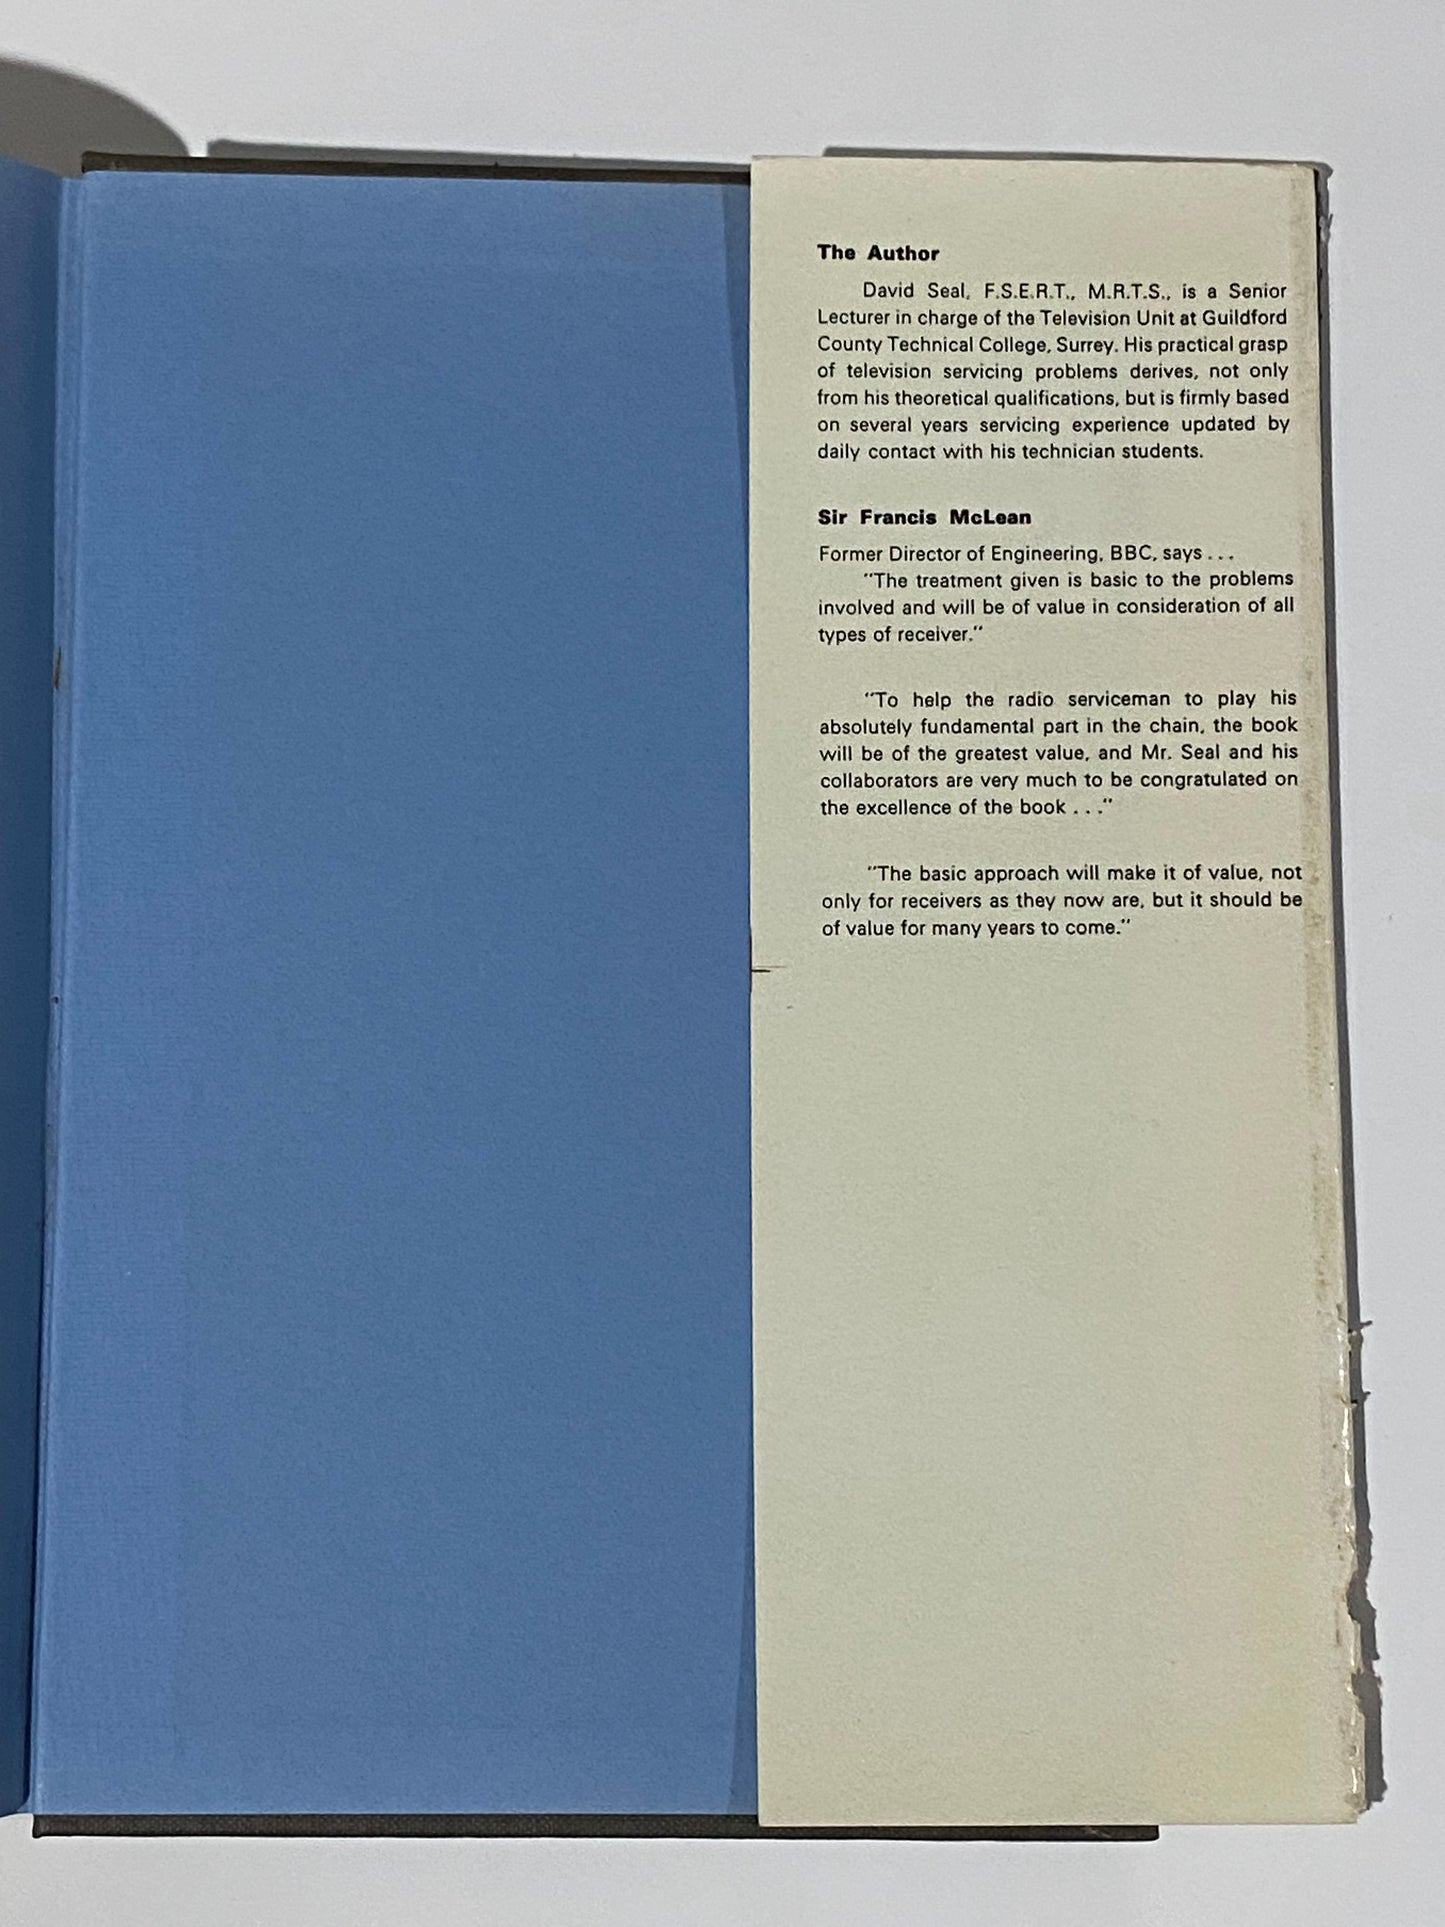 The Author
David Seal, F.S.E.R.T., M.R.T.S., is a Senior
Lecturer in charge of the Television Unit at Guildford
County Technical College, Surrey. His practical grasp
of television servicing problems derives, not only
from his theoretical qualifications, but is firmly based
on several years servicing experience updated by
daily contact with his technician students.
Sir Francis McLean
Former Director of Engineering, BBC, says . . .
"The treatment given is basic to the problems
involved and will be of value in consideration of all
types of receiver."
"To help the radio serviceman to play his
absolutely fundamental part in the chain, the book
will be of the greatest value, and Mr. Seal and his
collaborators are very much to be congratulated on
the excellence of the book . . ."
"The basic approach will make it of value, not
only for receivers as they now are, but it should be
of value for many years to come."